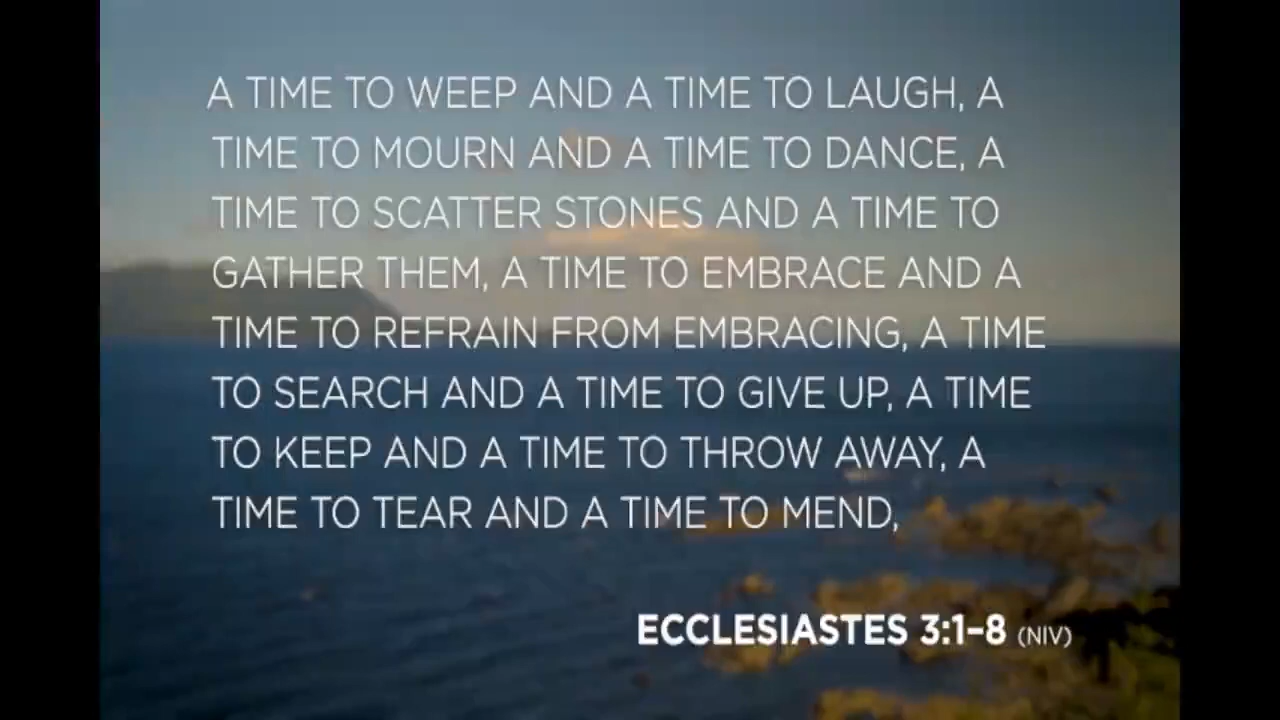 A TIME TO WEEP AND A TIME TO LAUGH, A
TIME TO MOURN AND A TIME TO DANCE, A
TIME TO SCATTER STONES AND A TIME TO
GATHER THEM, A TIME TO EMBRACE AND A
TIME TO REFRAIN FROM EMBRACING, A TIME
TO SEARCH AND A TIME TO GIVE UP, A TIME
TO KEEP AND A TIME TO THROW AWAY, A
TIME TO TEAR AND A TIME TO MEND,
ECCLESIASTES 3:1–8 (NIV)